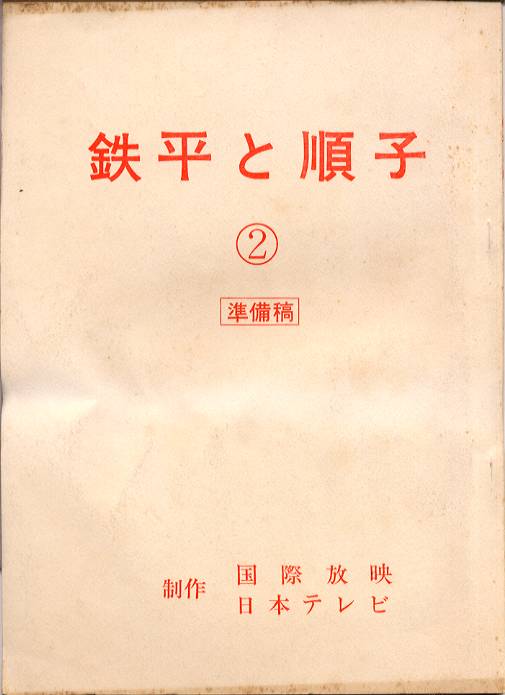 鉄平と順子
②
準備稿
制作 国際放映
日本テレビ